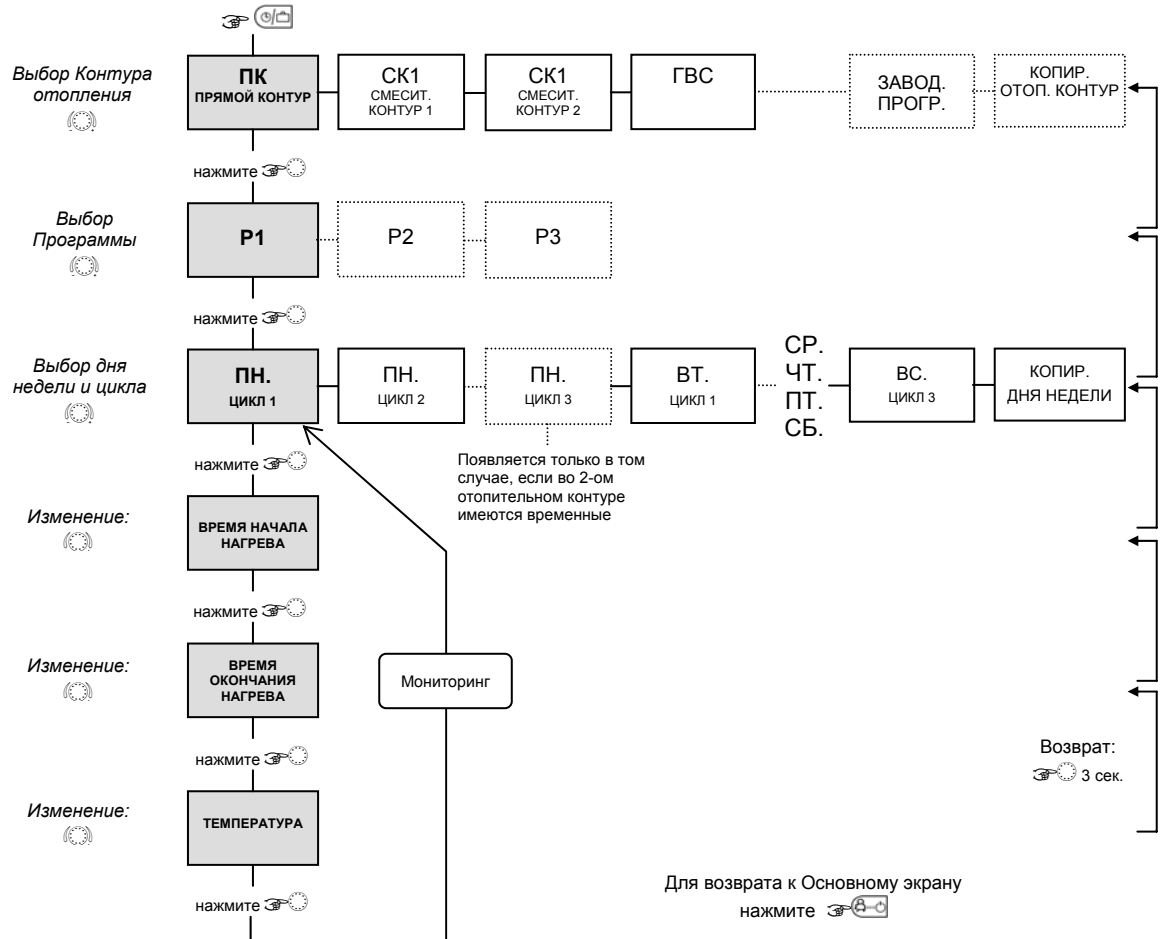 Выбор Контура
отопления
ПК
ПРЯМОЙ КОНТУР
СК1
СМЕСИТ.
КОНТУР 1
СК1
СМЕСИТ.
КОНТУР 2
ГВС
ЗАВОД.
ПРОГР.
КОПИР.
ОТОП. КОНТУР
нажмите
Выбор
Программы
P1
P2
P3
нажмите
Выбор дня
недели и цикла
ПН.
ЦИКЛ 1
ПН.
ЦИКЛ 2
ПН.
ЦИКЛ 3
ВТ.
ЦИКЛ 1
СР.
ЧТ.
ПТ.
СБ.
ВС.
ЦИКЛ 3
КОПИР.
ДНЯ НЕДЕЛИ
нажмите
Появляется только в том
случае, если во 2-ом
отопительном контуре
имеются временные
Изменение:
ВРЕМЯ НАЧАЛА
НАГРЕВА
нажмите
Изменение:
ВРЕМЯ
ОКОНЧАНИЯ
НАГРЕВА
Мониторинг
нажмите
Возврат:
3 сек.
Изменение:
ТЕМПЕРАТУРА
нажмите
Для возврата к Основному экрану
нажмите